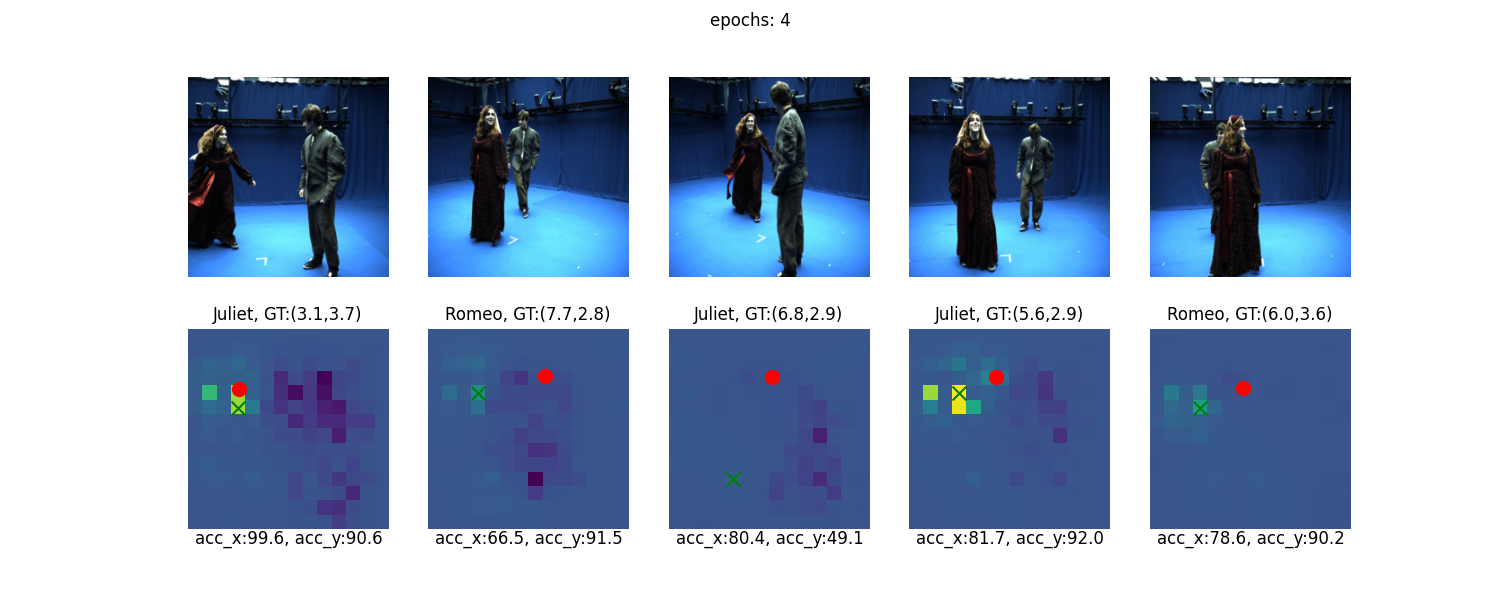 epochs: 4
Juliet, GT:(3.1,3.7)
Romeo, GT:(7.7,2.8)
Juliet, GT:(6.8,2.9)
Juliet, GT:(5.6,2.9)
Romeo, GT:(6.0,3.6)
acc_x:99.6, acc_y:90.6
acc_x:66.5, acc_y:91.5
acc_x:80.4, acc_y:49.1
acc_x:81.7, acc_y:92.0
acc_x:78.6, acc_y:90.2